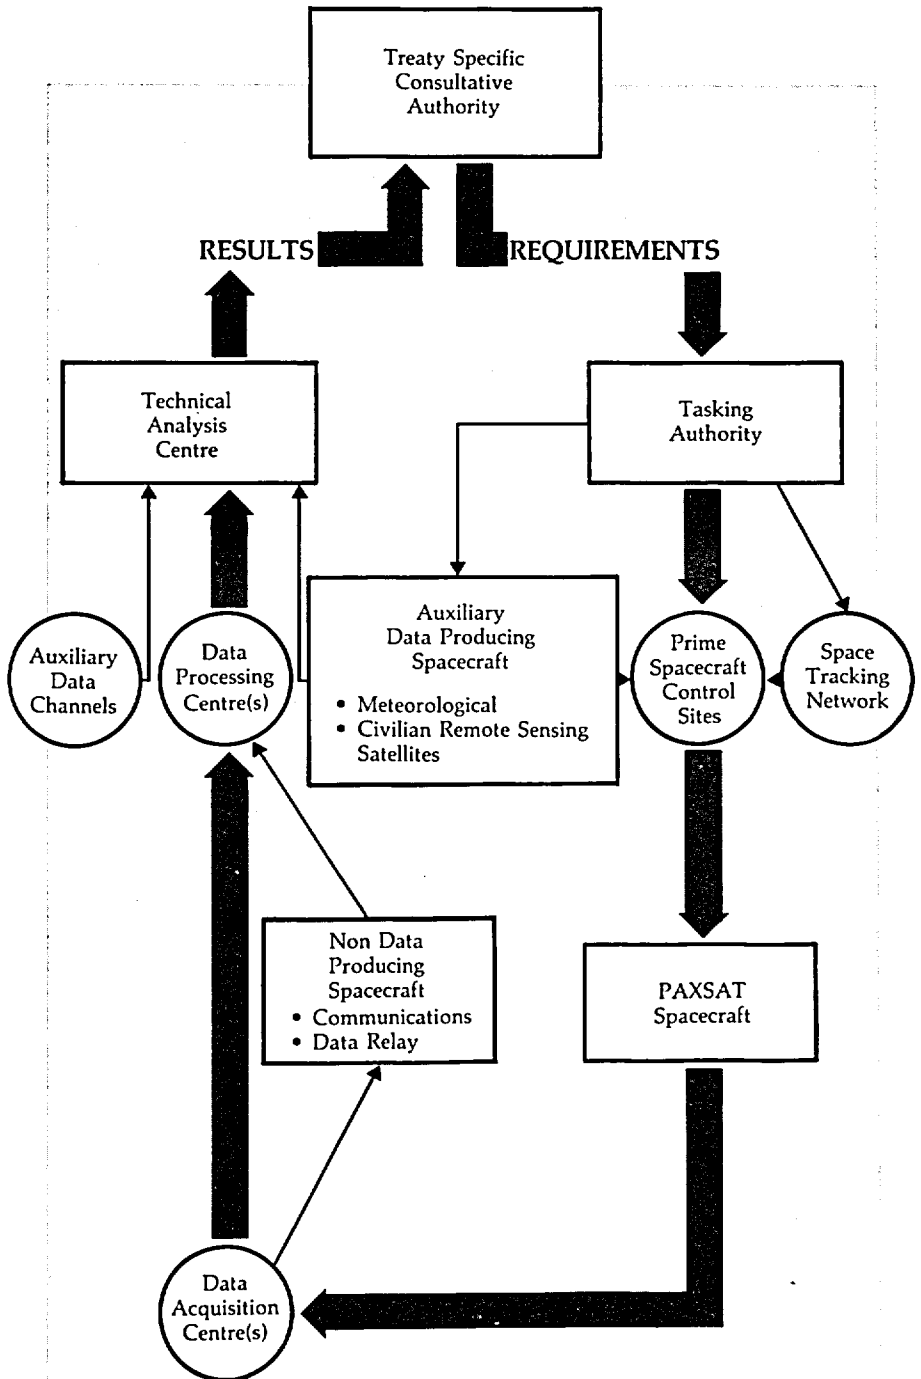 Treaty Specific
Consultative
Authority
RESULTS
REQUIREMENTS
Technical
Analysis
Centre
Tasking
Authority
Auxiliary
Data
Channels
Data
Processing
Centre(s)
Auxiliary
Data Producing
Spacecraft
• Meteorological
• Civilian Remote Sensing
Satellites
Prime
Spacecraft
Control
Sites
Space
Tracking
Network
Non Data
Producing
Spacecraft
• Communications
• Data Relay
PAXSAT
Spacecraft
Data
Acquisition
Centre(s)